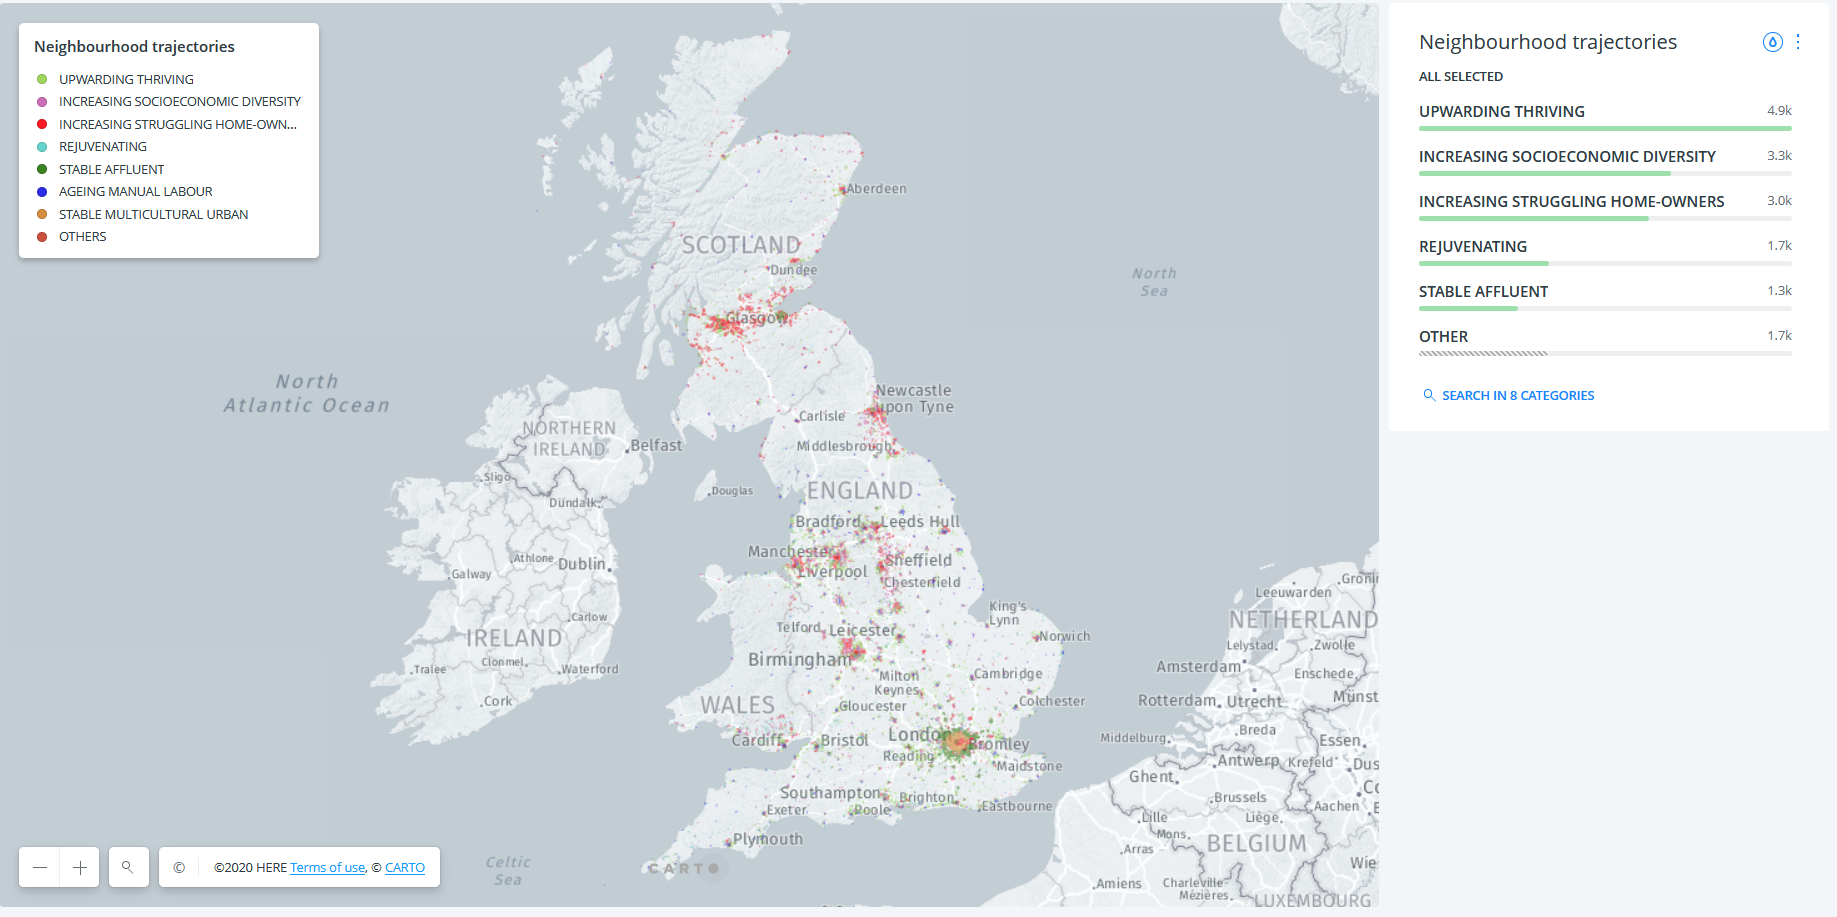 Neighbourhood trajectories
UPWARDING THRIVING
INCREASING SOCIOECONOMIC DIVERSITY
INCREASING STRUGGLING HOME-OWN...
REJUVENATING
STABLE AFFLUENT
AGEING MANUAL LABOUR
STABLE MULTICULTURAL URBAN
OTHERS
Aberdeen
SCOTLAND
Dundee
North
Sea
Glasgow
North
Atlantic Ocean
Newcastle
upon Tyne
Carlisle
NORTHERN
IRELAND
Belfast
Middlesbrough
Sligo
Douglas
ENGLAND
Dundalk
Bradford
Leeds Hull
Manchester
Athlone
Dublin
Sheffield
Galway
Liverpool
Chesterfield
Groni
Leeuwarden
King's
Lynn
Carlow
NETHERLAND
IRELAND
Telford
Leicester
Norwich
Lelystad
Zwolle
Clonmel
Tralee
Waterford
Birmingham
Amsterdam
Enschede
Milton
Keynes
Cambridge
Münst
Cork
WALES
Gloucester
Colchester
Rotterdam
Utrecht
Breda
Cardiff
Bristol
London
Bromley
Middelburg
Essen
Reading
Maidstone
Antwerp
Krefeld
Dus
Ghent
Southampton
Brighton
Eastbourne
Brussels
Aachen
Co
Exeter
Poole
Lille
Liège
Mons
Plymouth
BELGIUM
Arras
Celtic
Sea
Wie
CARTO
Amiens
Charleville-
Mézières
LUXEMBOURG
©
©2020 HERE Terms of use, © CARTO
Neighbourhood trajectories
ALL SELECTED
UPWARDING THRIVING 4.9k
INCREASING SOCIOECONOMIC DIVERSITY 3.3k
INCREASING STRUGGLING HOME-OWNERS 3.0k
REJUVENATING 1.7k
STABLE AFFLUENT 1.3k
OTHER 1.7k
SEARCH IN 8 CATEGORIES